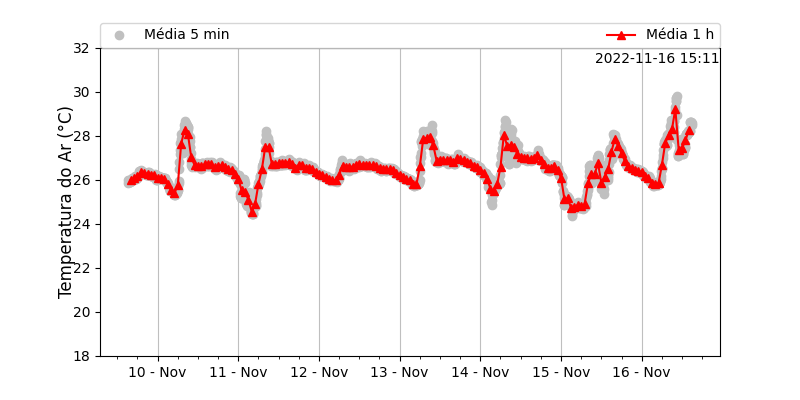 Média 5 min
Média 1 h
2022-11-16 15:11
Temperatura do Ar (°C)
32
30
28
26
24
22
20
18
10 - Nov
11 - Nov
12 - Nov
13 - Nov
14 - Nov
15 - Nov
16 - Nov